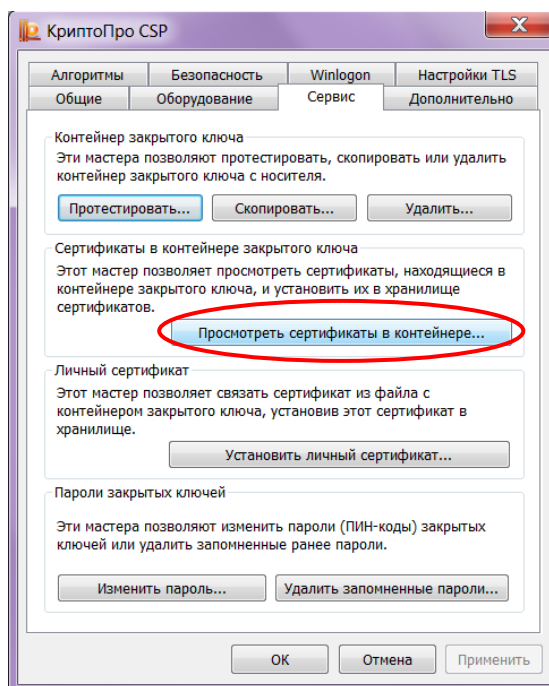 КриптоПро CSP
Алгоритмы Безопасность Winlogon Настройки TLS
Общие Оборудование Сервис Дополнительно
Контейнер закрытого ключа
Эти мастера позволяют протестировать, скопировать или удалить
контейнер закрытого ключа с носителя.
Протестировать... Скопировать... Удалить...
Сертификаты в контейнере закрытого ключа
Этот мастер позволяет просмотреть сертификаты, находящиеся в
контейнере закрытого ключа, и установить их в хранилище
сертификатов.
Просмотреть сертификаты в контейнере...
Личный сертификат
Этот мастер позволяет связать сертификат из файла с
контейнером закрытого ключа, установив этот сертификат в
хранилище.
Установить личный сертификат...
Пароли закрытых ключей
Эти мастера позволяют изменить пароли (ПИН-коды) закрытых
ключей или удалить запомненные ранее пароли.
Изменить пароль... Удалить запомненные пароли...
ОК Отмена Применить